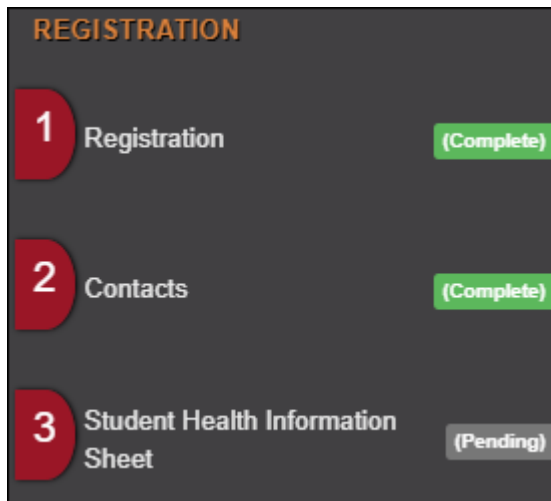 REGISTRATION
1 Registration (Complete)
2 Contacts (Complete)
3 Student Health Information
Sheet (Pending)